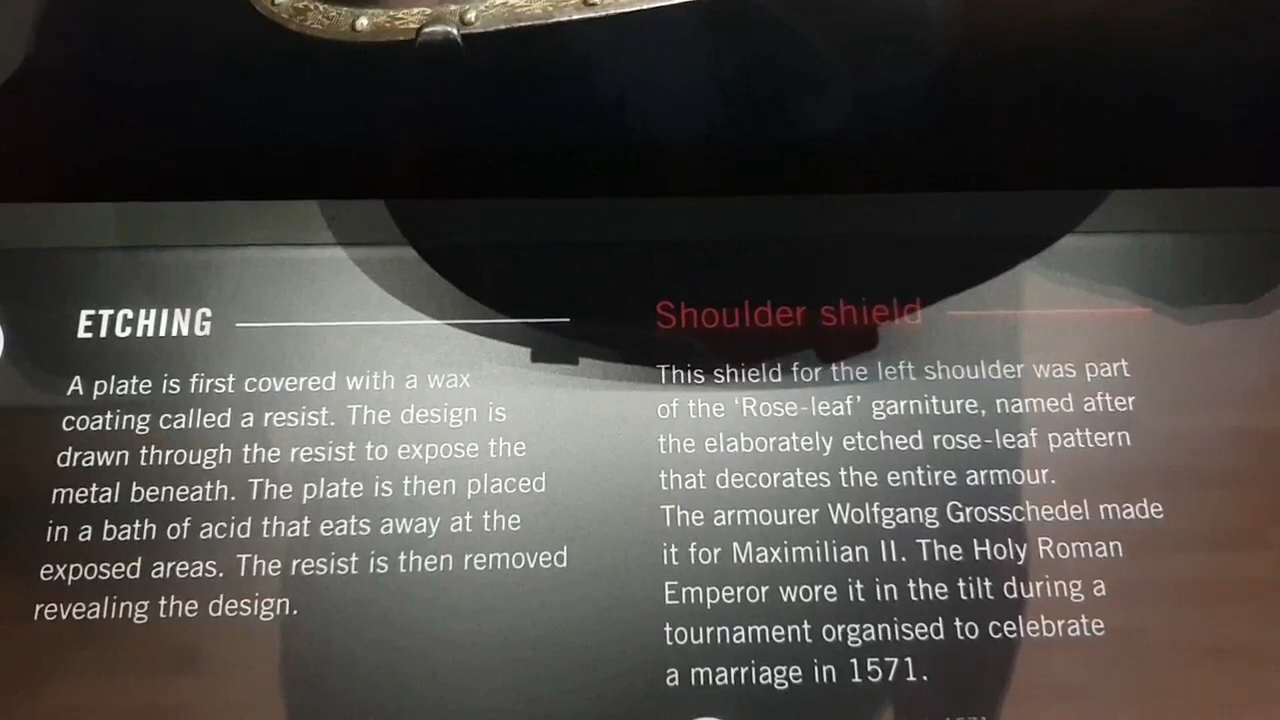 ETCHING
A plate is first covered with a wax
coating called a resist. The design is
drawn through the resist to expose the
metal beneath. The plate is then placed
in a bath of acid that eats away at the
exposed areas. The resist is then removed
revealing the design.
Shoulder shield
This shield for the left shoulder was part
of the ‘Rose-leaf’ garniture, named after
the elaborately etched rose-leaf pattern
that decorates the entire armour.
The armourer Wolfgang Grosschedel made
it for Maximilian II. The Holy Roman
Emperor wore it in the tilt during a
tournament organised to celebrate
a marriage in 1571.